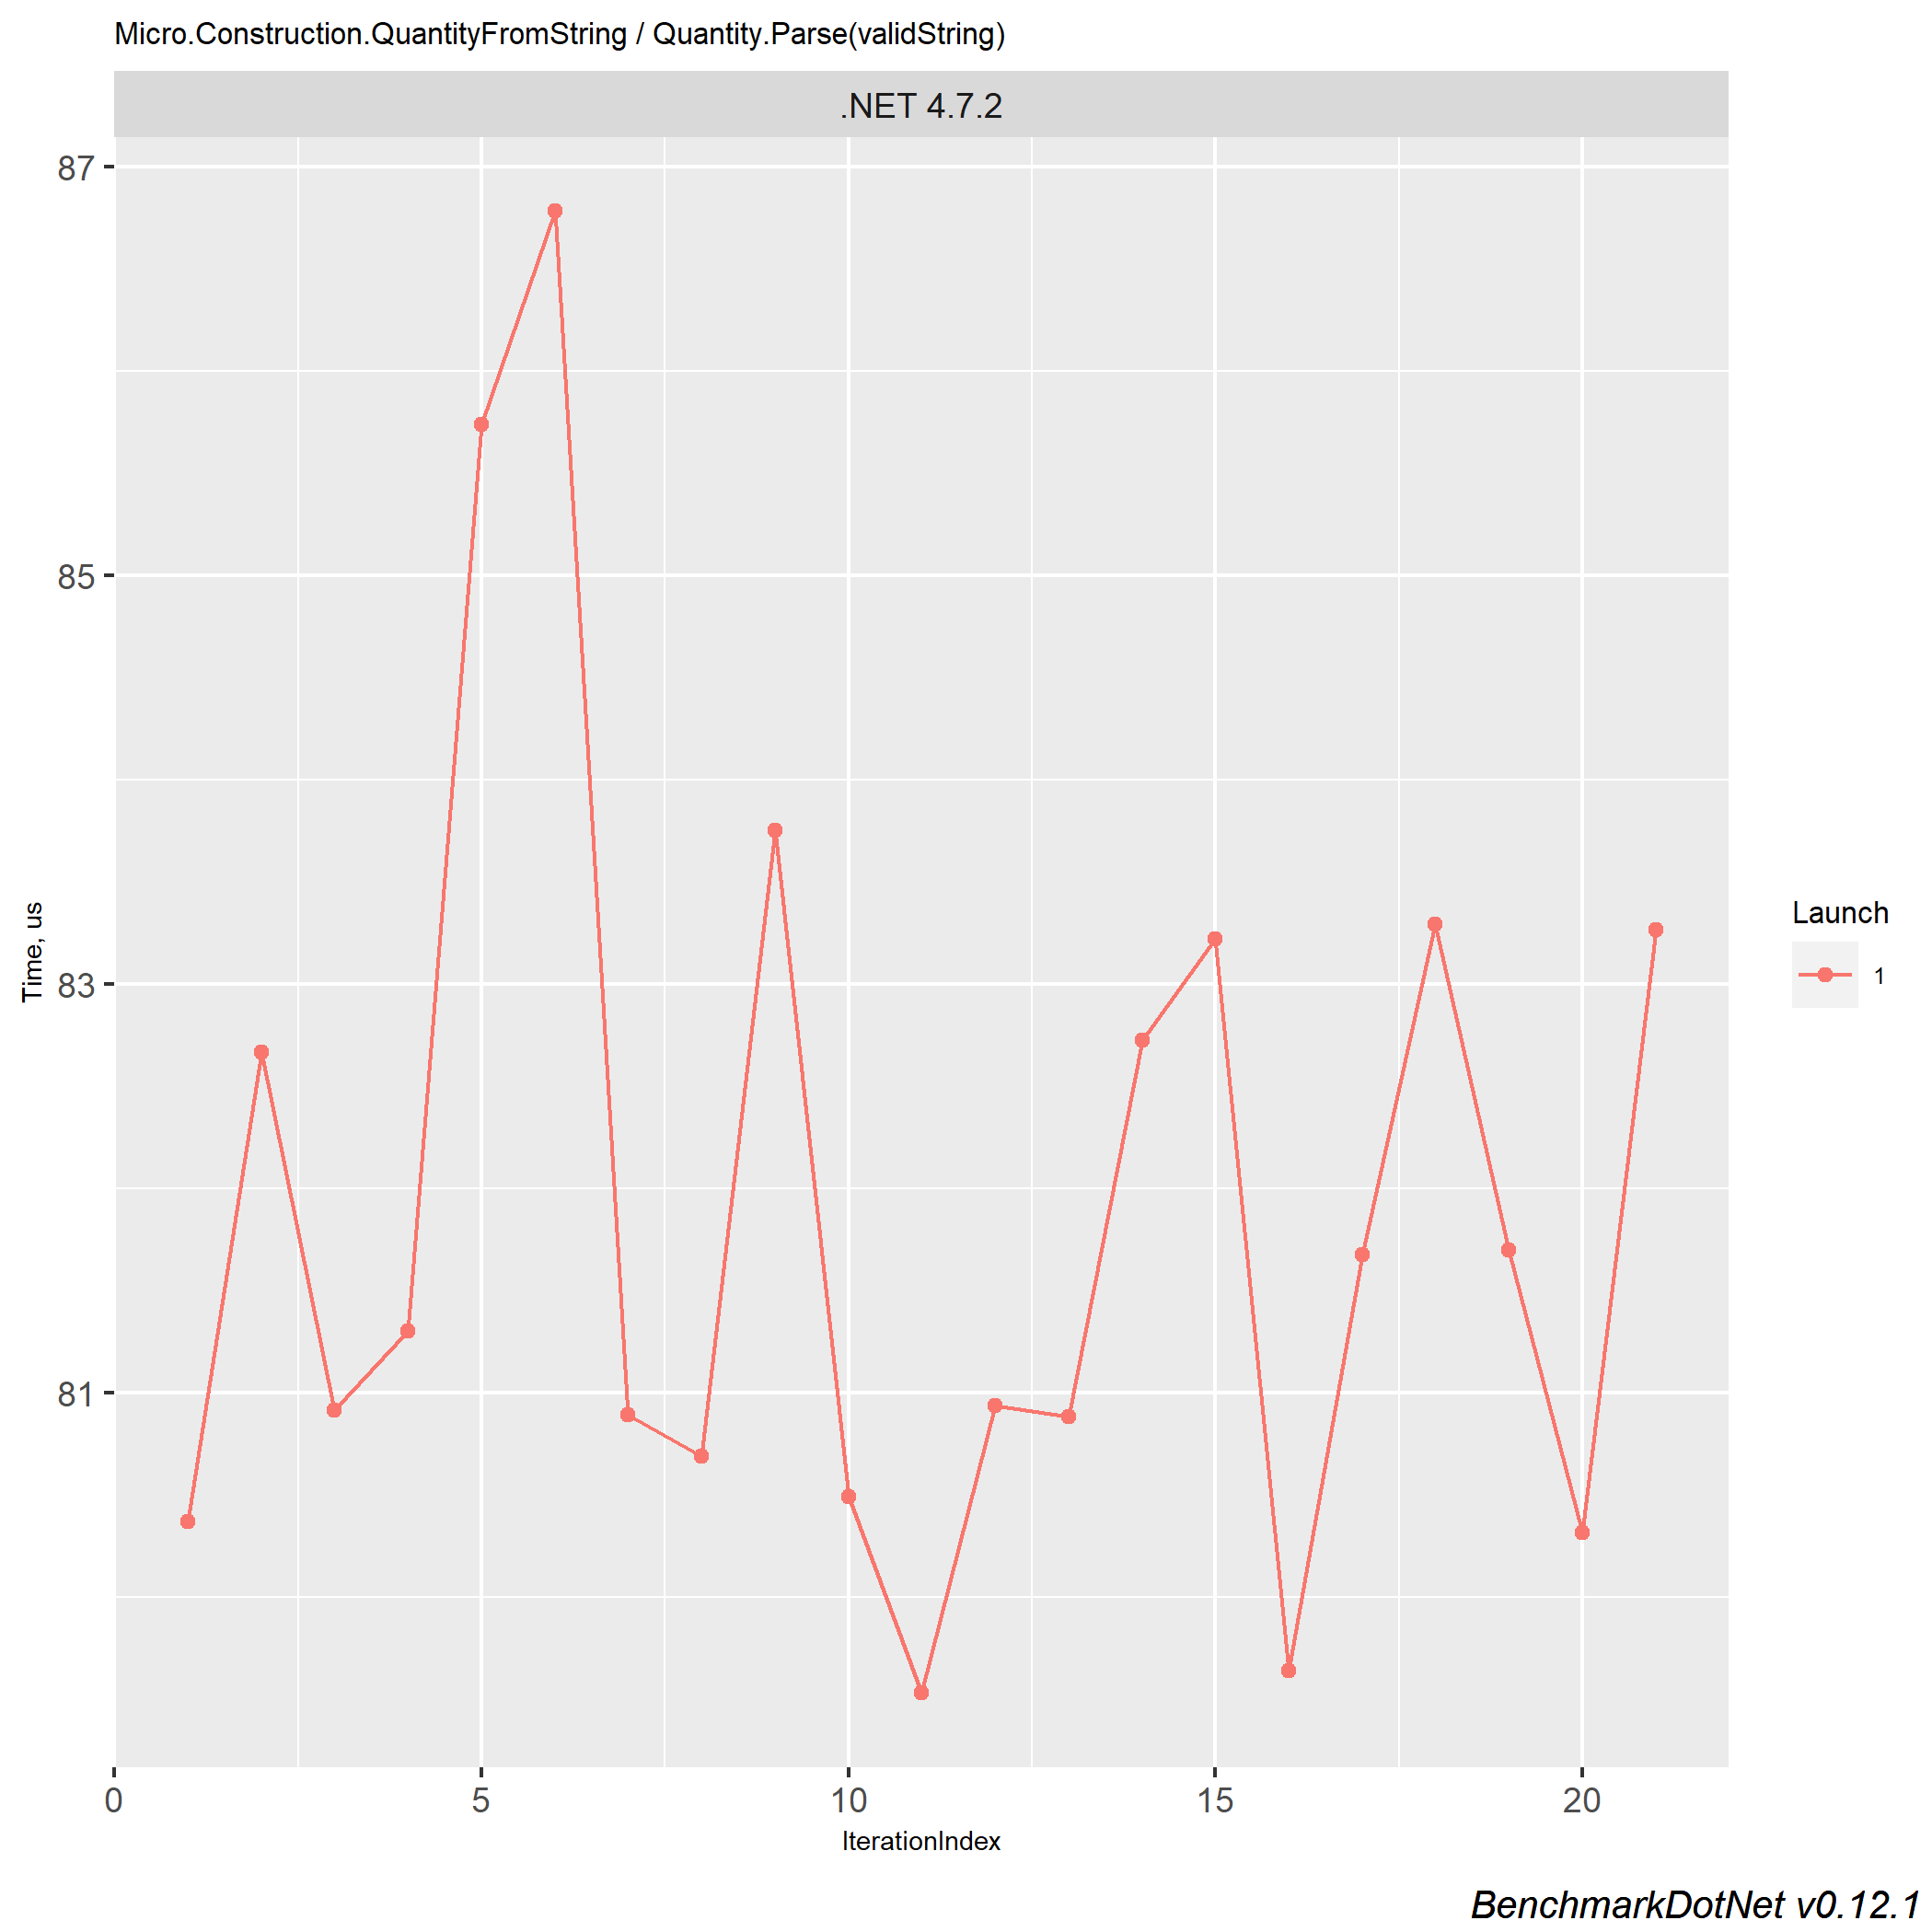 Micro.Construction.QuantityFromString / Quantity.Parse(validString)
.NET 4.7.2
87
85
83
81
Time, us
0 5 10 15 20
IterationIndex
Launch
1
BenchmarkDotNet v0.12.1